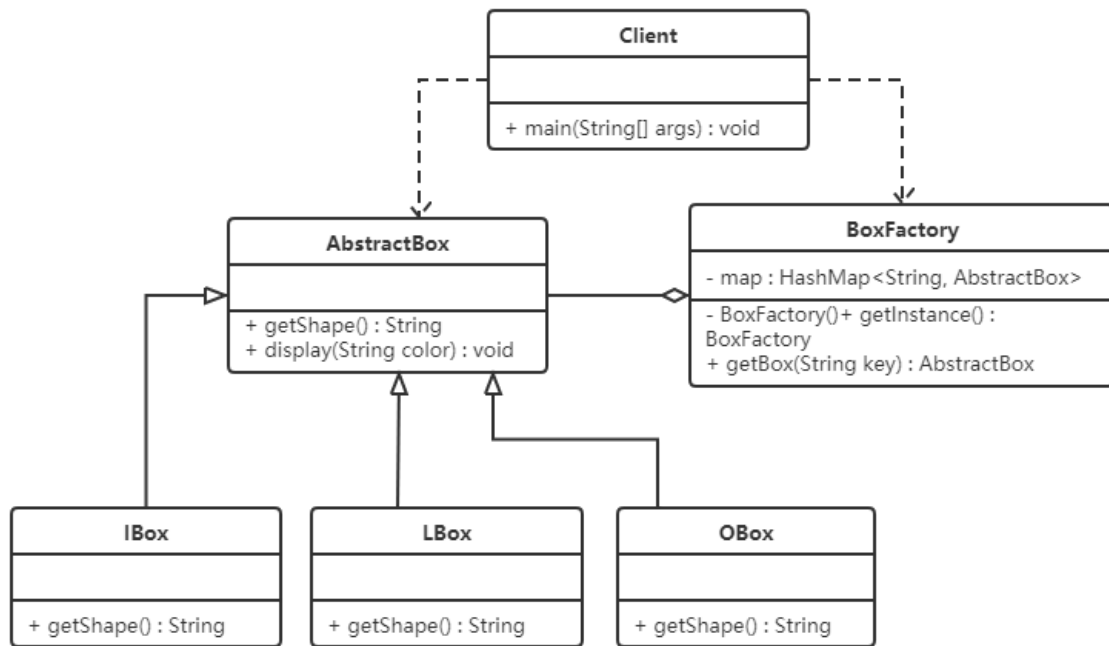 Client
+ main(String[] args) : void
AbstractBox
+ getShape() : String
+ display(String color) : void
BoxFactory
- map : HashMap<String, AbstractBox>
- BoxFactory()+ getInstance() :
BoxFactory
+ getBox(String key) : AbstractBox
IBox
+ getShape() : String
LBox
+ getShape() : String
OBox
+ getShape() : String